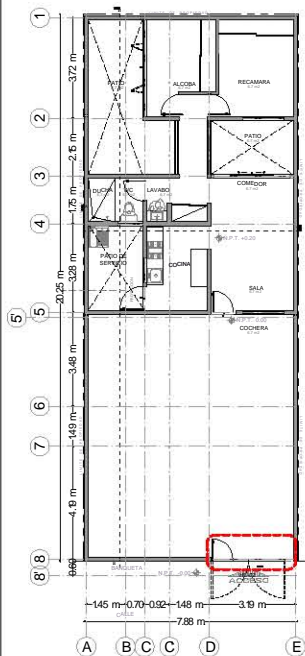 1
3.72 m
PATIO
ALCOBA
RECAMARA
2
2.15 m
PATIO
3
COMEDOR
1.75 m
DUCHA
WC
LAVABO
4
N.P.T. +0.20
3.28 m
PATIO DE
SERVICIO
COCINA
SALA
20.25 m
5'
5
N.P.T. -0.00
COCHERA
3.48 m
6
1.49 m
7
4.19 m
8
0.60
8'
BANQUETA
N.P.T. -0.00
ACCESO
1.45 m
0.70
0.92
1.48 m
3.19 m
CALLE
7.88 m
A
B
C
C
D
E